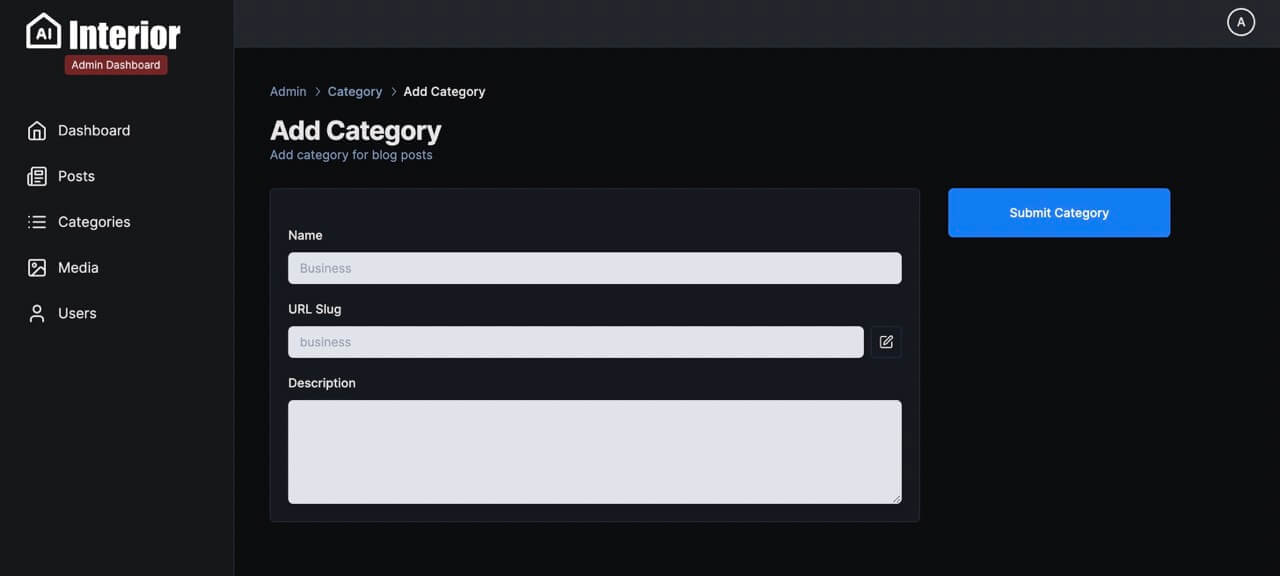 AI Interior
Admin Dashboard
Dashboard
Posts
Categories
Media
Users
A
Admin > Category > Add Category
Add Category
Add category for blog posts
Name
Business
URL Slug
business
Description
Submit Category